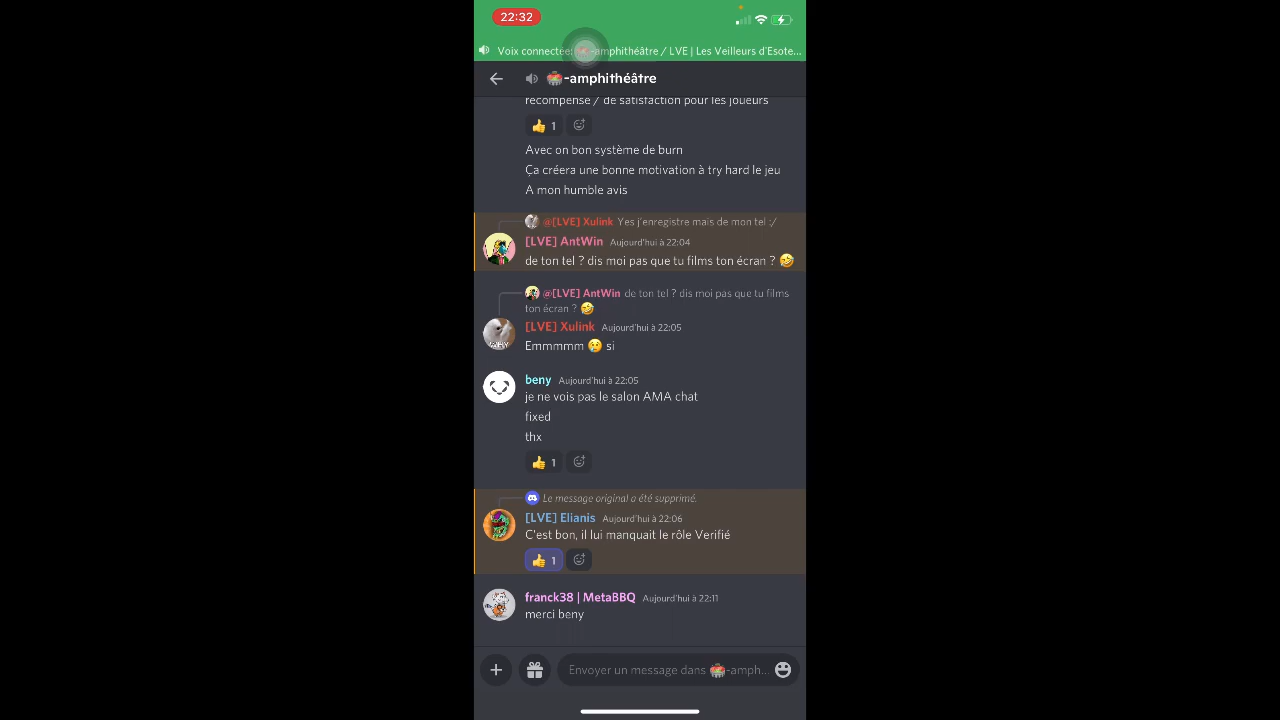 22:32
Voix connectée: -amphithéâtre / LVE | Les Veilleurs d'Esote...
-amphithéâtre
récompense / de satisfaction pour les joueurs
1
Avec on bon système de burn
Ça créera une bonne motivation à try hard le jeu
A mon humble avis
@[LVE] Xulink Yes j'enregistre mais de mon tel :/
[LVE] AntWin Aujourd'hui à 22:04
de ton tel ? dis moi pas que tu films ton écran ? 🤣
@[LVE] AntWin de ton tel ? dis moi pas que tu films
ton écran ? 🤣
[LVE] Xulink Aujourd'hui à 22:05
Emmmmm 😢 si
beny Aujourd'hui à 22:05
je ne vois pas le salon AMA chat
fixed
thx
1
Le message original a été supprimé.
[LVE] Elianis Aujourd'hui à 22:06
C'est bon, il lui manquait le rôle Verifié
1
franck38 | MetaBBQ Aujourd'hui à 22:11
merci beny
Envoyer un message dans -amph...